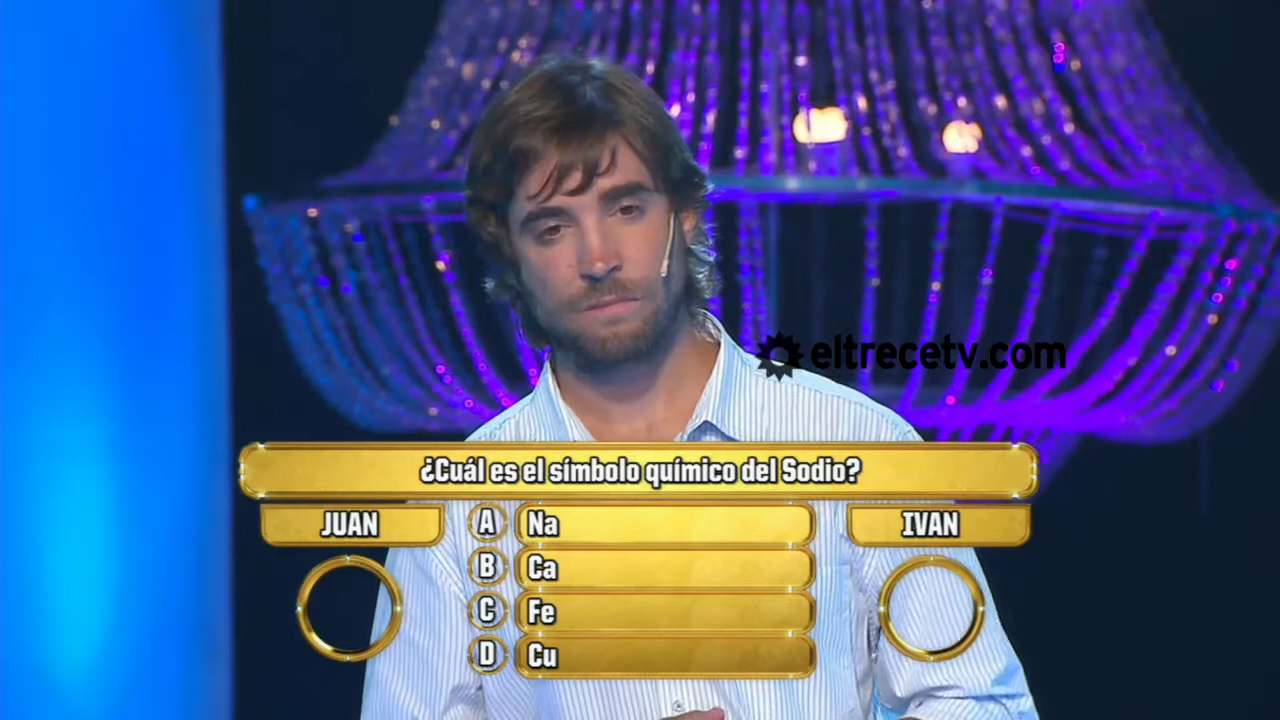 eltrecetv.com
¿Cuál es el símbolo químico del Sodio?
JUAN
A Na
IVAN
B Ca
C Fe
D Cu